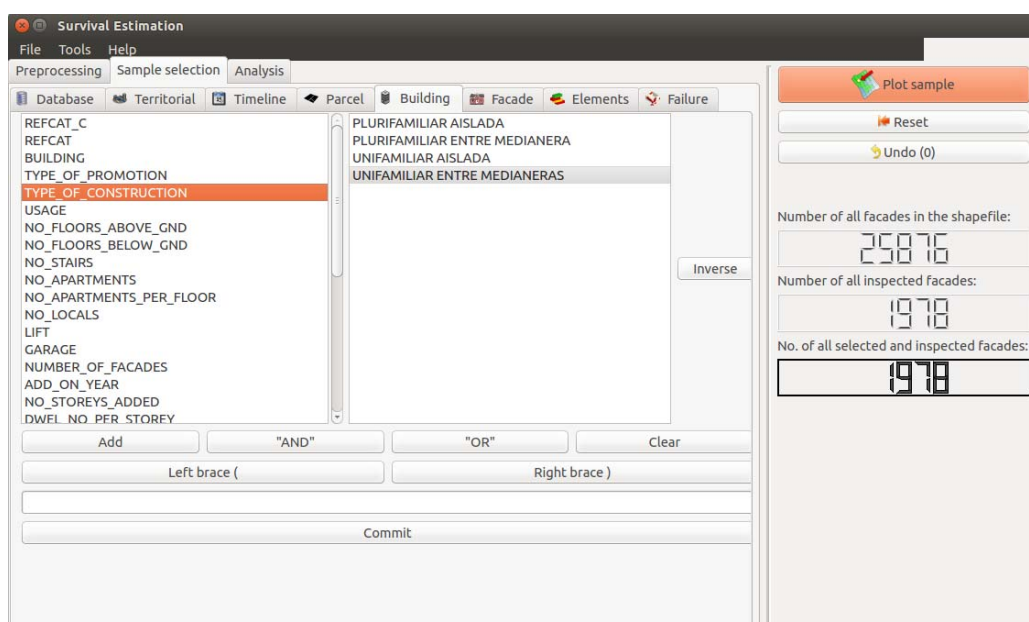 Survival Estimation
File Tools Help
Preprocessing Sample selection Analysis
Database Territorial Timeline Parcel Building Facade Elements Failure
REFCAT_C
REFCAT
BUILDING
TYPE_OF_PROMOTION
TYPE_OF_CONSTRUCTION
USAGE
NO_FLOORS_ABOVE_GND
NO_FLOORS_BELOW_GND
NO_STAIRS
NO_APARTMENTS
NO_APARTMENTS_PER_FLOOR
NO_LOCALS
LIFT
GARAGE
NUMBER_OF_FACADES
ADD_ON_YEAR
NO_STOREYS_ADDED
DWEL_NO_PER_STOREY
PLURIFAMILIAR AISLADA
PLURIFAMILIAR ENTRE MEDIANERA
UNIFAMILIAR AISLADA
UNIFAMILIAR ENTRE MEDIANERAS
Inverse
Add "AND" "OR" Clear
Left brace ( Right brace )
Commit
Plot sample
Reset
Undo (0)
Number of all facades in the shapefile:
25876
Number of all inspected facades:
1978
No. of all selected and inspected facades:
1978